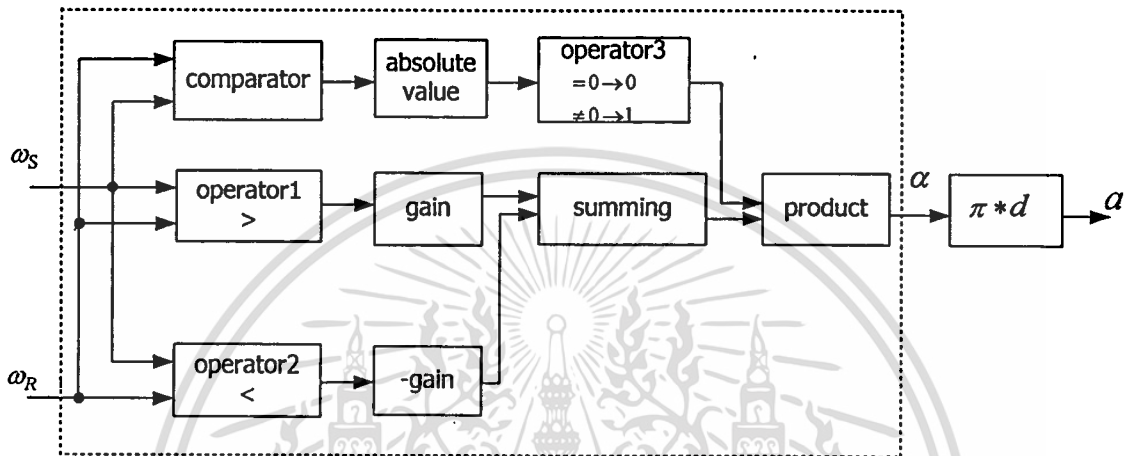 comparator
absolute
value
operator3
=0→0
≠0→1
ω_S
operator1
>
gain
summing
product
α
π*d
a
ω_R
operator2
<
-gain